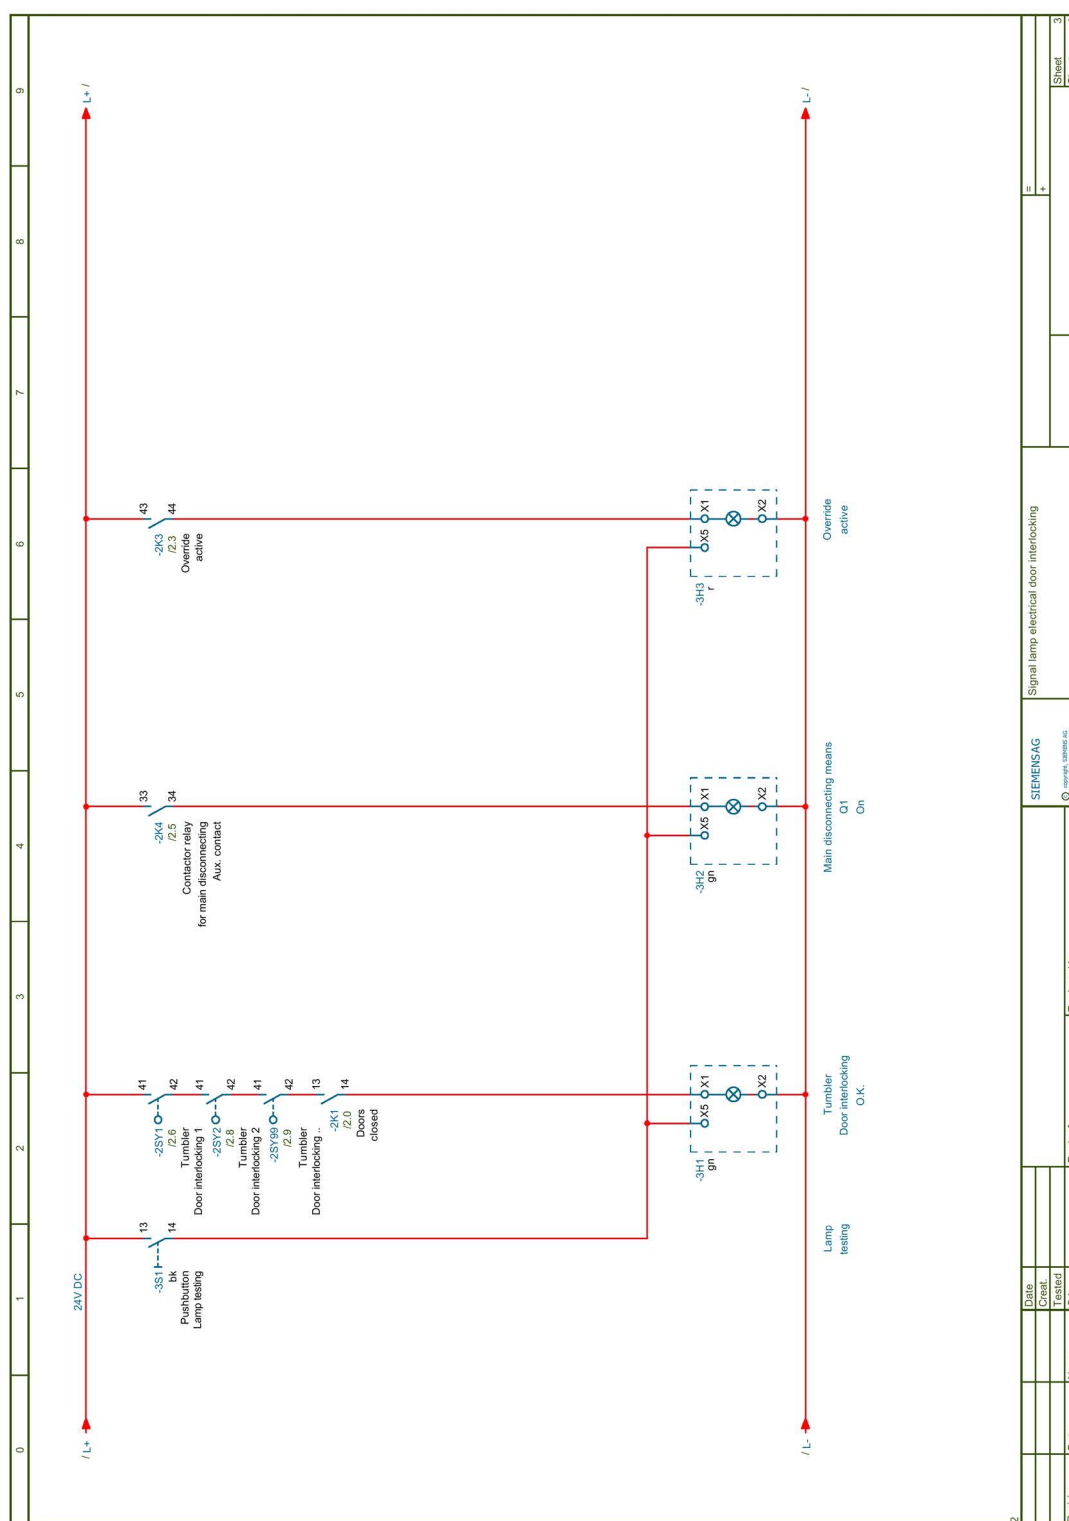 0
1
2
3
4
5
6
7
8
9
24V DC
/ L+
L+ /
13
14
-3S1
bk
Pushbutton
Lamp testing
41
42
-2SY1
/2.6
Tumbler
Door interlocking 1
41
42
-2SY2
/2.8
Tumbler
Door interlocking 2
41
42
-2SY99
/2.9
Tumbler
Door interlocking ..
13
14
-2K1
/2.0
Doors
closed
33
34
-2K4
/2.5
Contactor relay
for main disconnecting
Aux. contact
43
44
-2K3
/2.3
Override
active
-3H1
gn
X5
X1
X2
-3H2
gn
X5
X1
X2
-3H3
r
X5
X1
X2
/ L-
L- /
Lamp
testing
Tumbler
Door interlocking
O.K.
Main disconnecting means
Q1
On
Override
active
2
Date
Creat.
Tested
SIEMENSAG
© copyright, SIEMENS AG
Signal lamp electrical door interlocking
=
+
Sheet 3